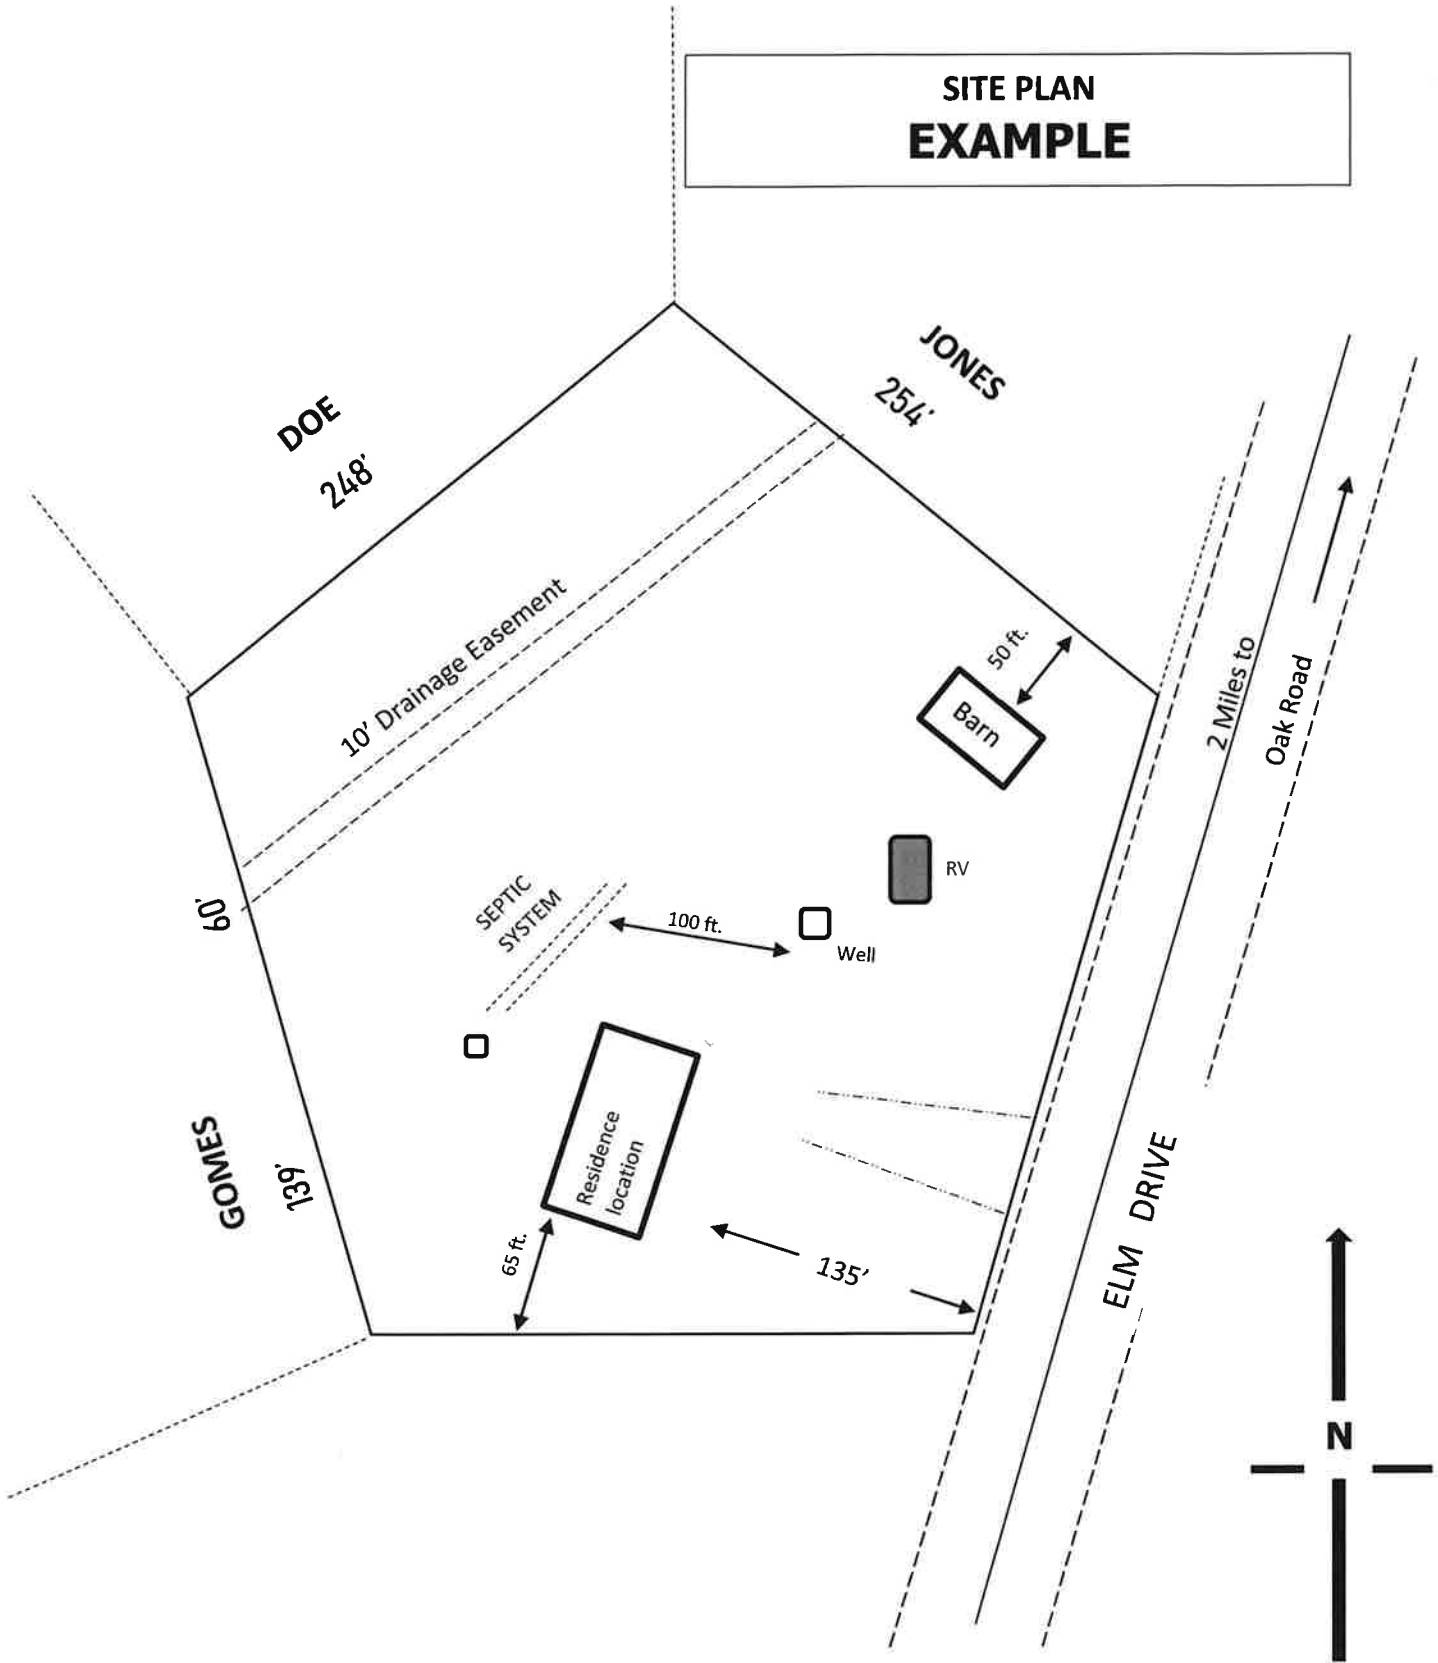 SITE PLAN
EXAMPLE
JONES
254'
DOE
248'
10' Drainage Easement
50 ft.
Barn
2 Miles to
Oak Road
RV
60'
SEPTIC
SYSTEM
100 ft.
Well
GOMES
139'
Residence
location
65 ft.
135'
ELM DRIVE
N